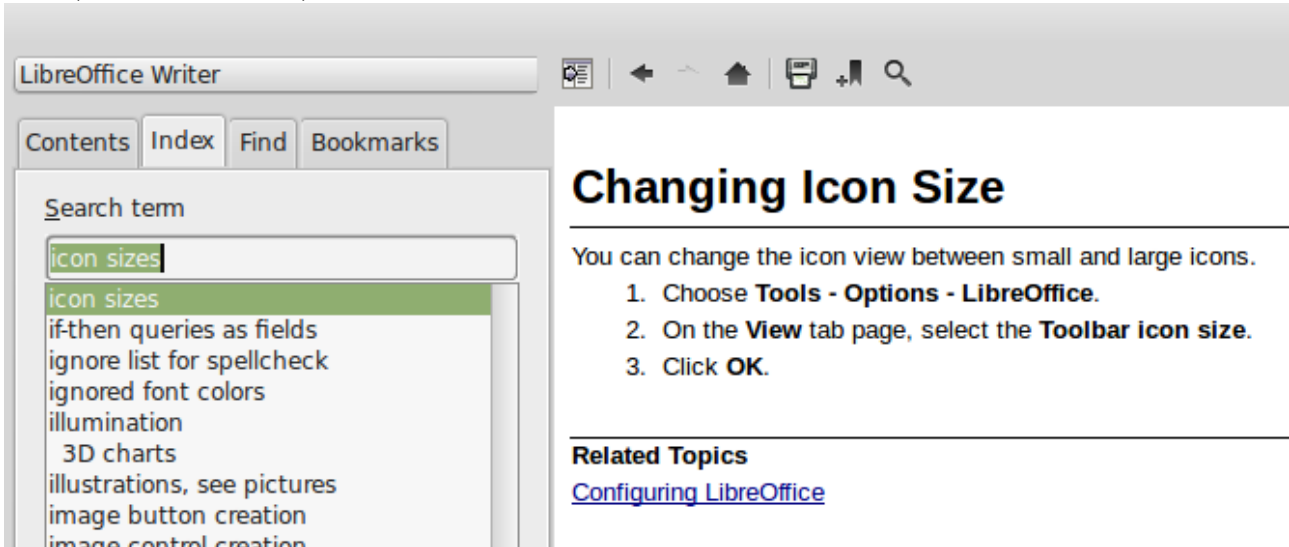 LibreOffice Writer
Contents Index Find Bookmarks
Search term
icon sizes
icon sizes
if-then queries as fields
ignore list for spellcheck
ignored font colors
illumination
3D charts
illustrations, see pictures
image button creation
image control creation
Changing Icon Size
You can change the icon view between small and large icons.
1. Choose Tools - Options - LibreOffice.
2. On the View tab page, select the Toolbar icon size.
3. Click OK.
Related Topics
Configuring LibreOffice